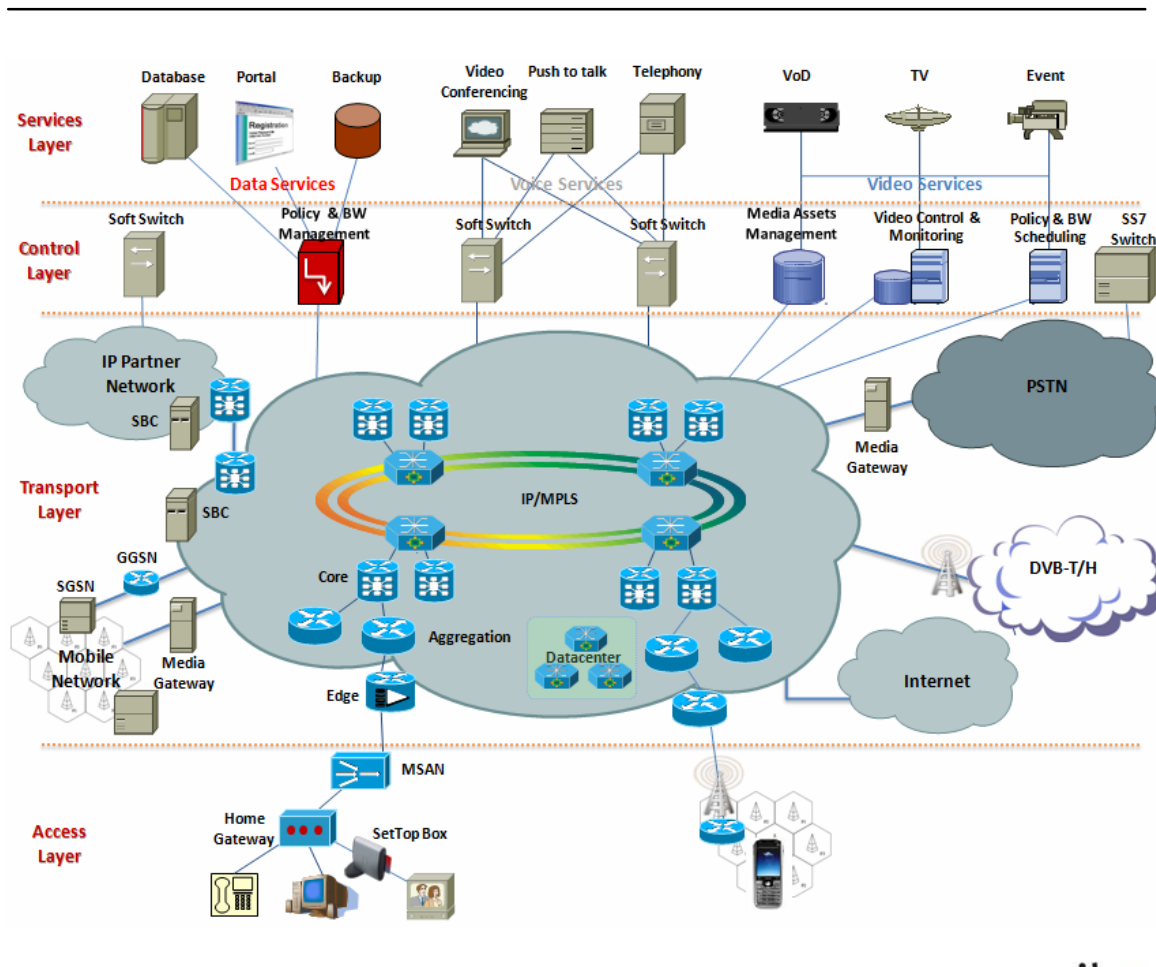 Database
Portal
Backup
Video
Conferencing
Push to talk
Telephony
VoD
TV
Event
Services
Layer
Registration
Data Services
Voice Services
Video Services
Soft Switch
Policy & BW
Management
Soft Switch
Soft Switch
Media Assets
Management
Video Control &
Monitoring
Policy & BW
Scheduling
SS7
Switch
Control
Layer
IP Partner
Network
SBC
PSTN
Media
Gateway
Transport
Layer
SBC
IP/MPLS
GGSN
SGSN
Core
DVB-T/H
Mobile
Network
Media
Gateway
Aggregation
Datacenter
Edge
Internet
MSAN
Access
Layer
Home
Gateway
SetTop Box